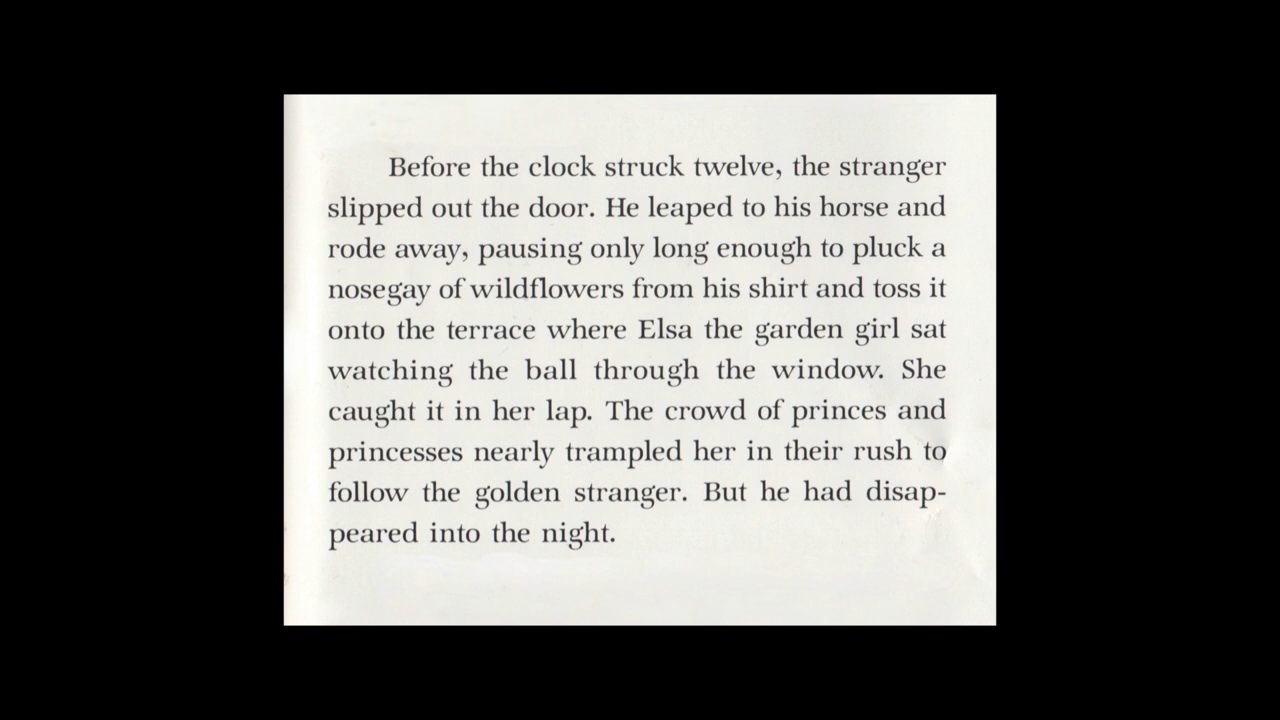 Before the clock struck twelve, the stranger
slipped out the door. He leaped to his horse and
rode away, pausing only long enough to pluck a
nosegay of wildflowers from his shirt and toss it
onto the terrace where Elsa the garden girl sat
watching the ball through the window. She
caught it in her lap. The crowd of princes and
princesses nearly trampled her in their rush to
follow the golden stranger. But he had disap-
peared into the night.